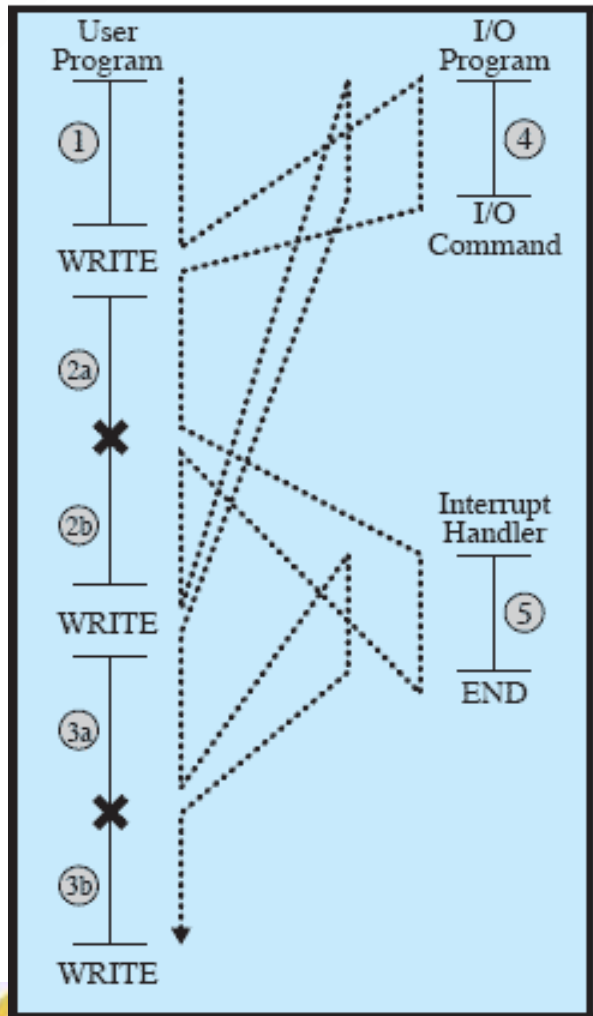 User
Program
1
WRITE
2a
2b
WRITE
3a
3b
WRITE
I/O
Program
4
I/O
Command
Interrupt
Handler
5
END